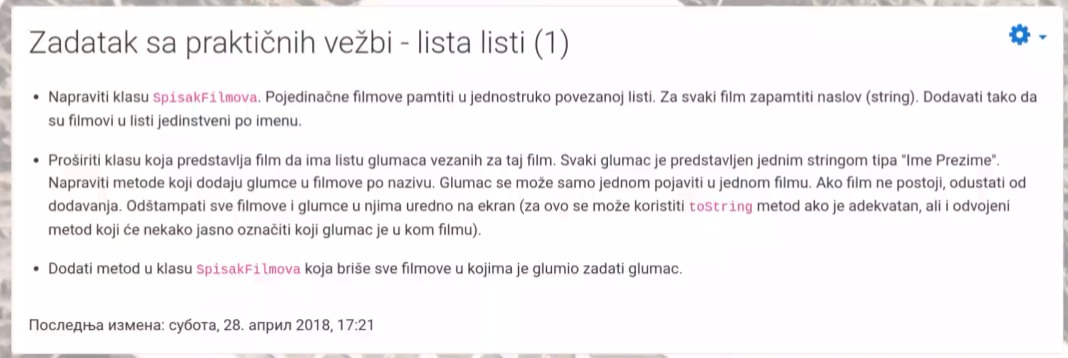 Zadatak sa praktičnih vežbi - lista listi (1)
• Napraviti klasu SpisakFilmova. Pojedinačne filmove pamtiti u jednostruko povezanoj listi. Za svaki film zapamtiti naslov (string). Dodavati tako da
su filmovi u listi jedinstveni po imenu.
• Proširiti klasu koja predstavlja film da ima listu glumaca vezanih za taj film. Svaki glumac je predstavljen jednim stringom tipa "Ime Prezime".
Napraviti metode koji dodaju glumce u filmove po nazivu. Glumac se može samo jednom pojaviti u jednom filmu. Ako film ne postoji, odustati od
dodavanja. Odštampati sve filmove i glumce u njima uredno na ekran (za ovo se može koristiti toString metod ako je adekvatan, ali i odvojeni
metod koji će nekako jasno označiti koji glumac je u kom filmu).
• Dodati metod u klasu SpisakFilmova koja briše sve filmove u kojima je glumio zadati glumac.
Последња измена: субота, 28. април 2018, 17:21